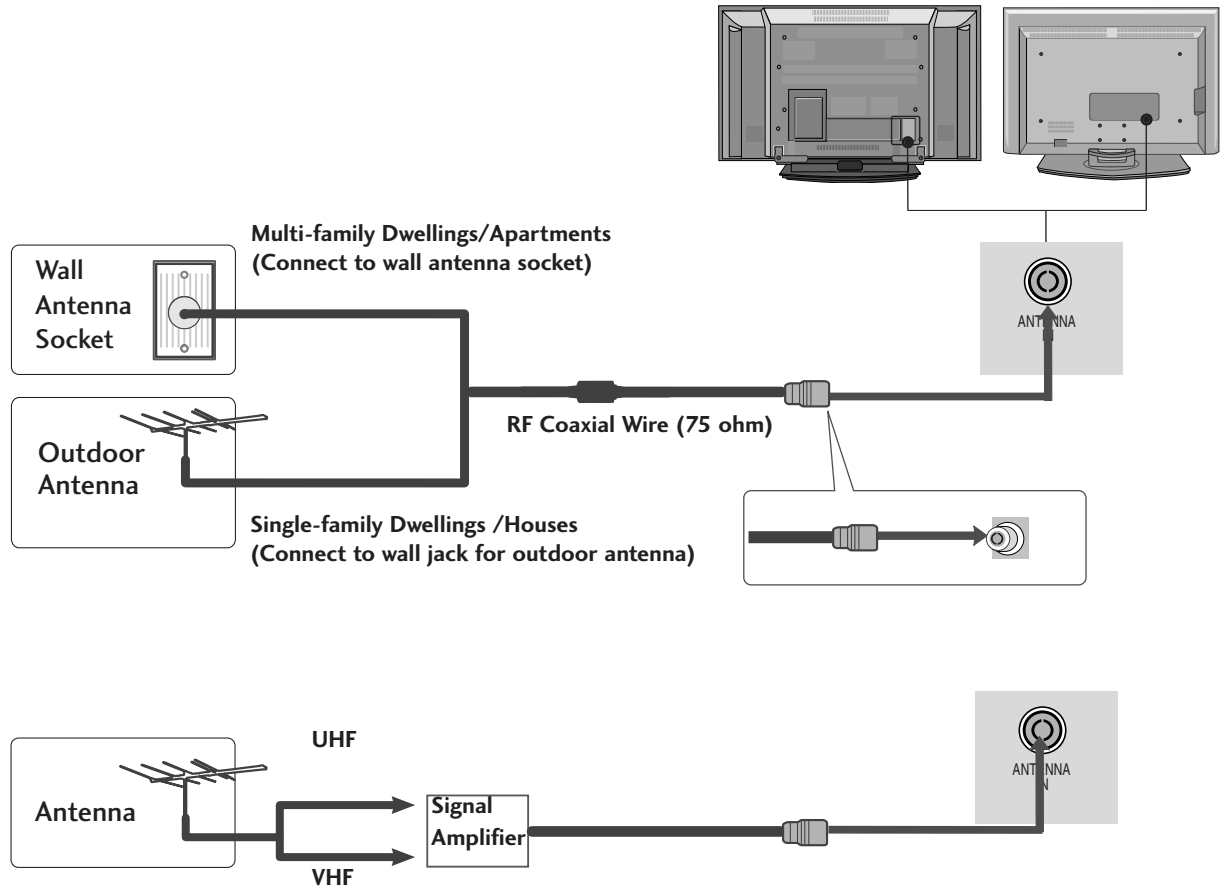 Multi-family Dwellings/Apartments
(Connect to wall antenna socket)
Wall
Antenna
Socket
ANTENNA
RF Coaxial Wire (75 ohm)
Outdoor
Antenna
Single-family Dwellings /Houses
(Connect to wall jack for outdoor antenna)
UHF
Antenna
Signal
Amplifier
VHF
ANTENNA